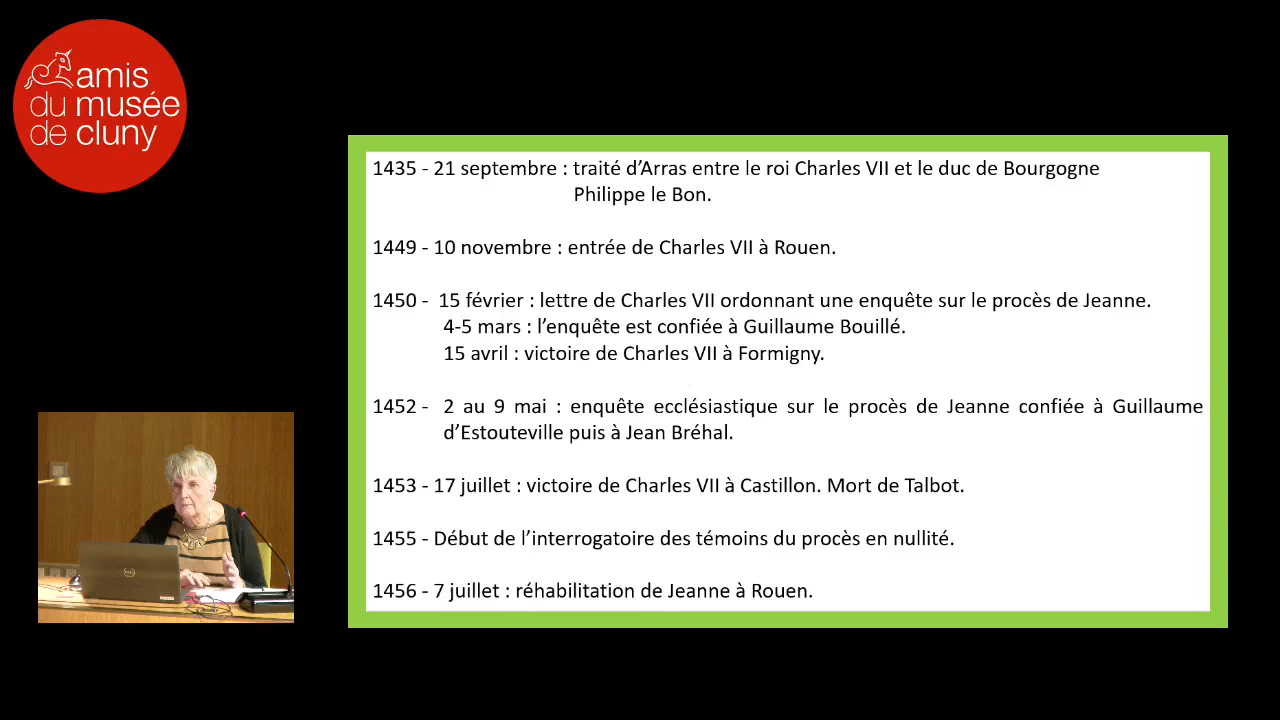 amis
du musée
de cluny
1435 - 21 septembre : traité d’Arras entre le roi Charles VII et le duc de Bourgogne
Philippe le Bon.
1449 - 10 novembre : entrée de Charles VII à Rouen.
1450 - 15 février : lettre de Charles VII ordonnant une enquête sur le procès de Jeanne.
4-5 mars : l’enquête est confiée à Guillaume Bouillé.
15 avril : victoire de Charles VII à Formigny.
1452 - 2 au 9 mai : enquête ecclésiastique sur le procès de Jeanne confiée à Guillaume
d’Estouteville puis à Jean Bréhal.
1453 - 17 juillet : victoire de Charles VII à Castillon. Mort de Talbot.
1455 - Début de l’interrogatoire des témoins du procès en nullité.
1456 - 7 juillet : réhabilitation de Jeanne à Rouen.